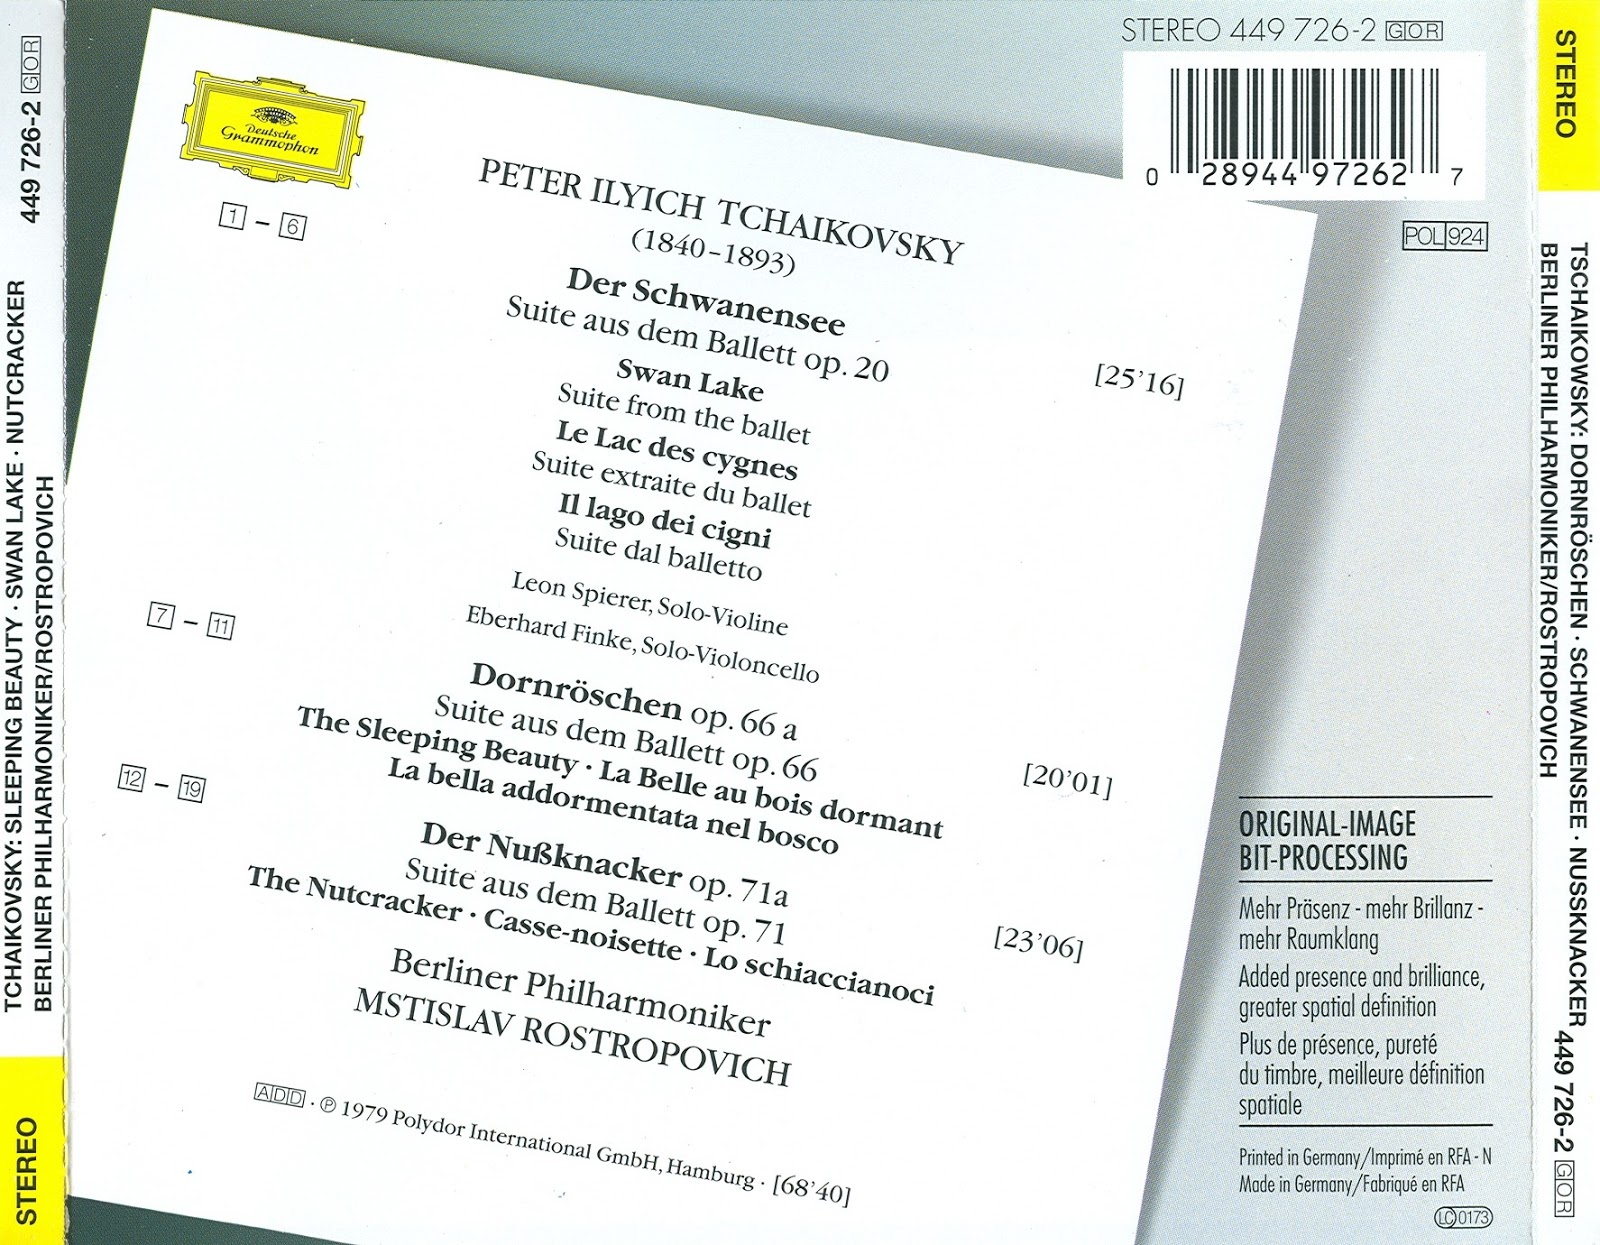 TCHAIKOVSKY: SLEEPING BEAUTY · SWAN LAKE · NUTCRACKER
BERLINER PHILHARMONIKER/ROSTROPOVICH
449 726-2 GOR
STEREO
Deutsche
Grammophon
STEREO 449 726-2 GOR
0 28944 97262 7
POL 924
PETER ILYICH TCHAIKOVSKY
(1840–1893)
1 – 6
Der Schwanensee
Suite aus dem Ballett op. 20 [25'16]
Swan Lake
Suite from the ballet
Le Lac des cygnes
Suite extraite du ballet
Il lago dei cigni
Suite dal balletto
Leon Spierer, Solo-Violine
Eberhard Finke, Solo-Violoncello
7 – 11
Dornröschen op. 66 a
Suite aus dem Ballett op. 66 [20'01]
The Sleeping Beauty · La Belle au bois dormant
La bella addormentata nel bosco
12 – 19
Der Nußknacker op. 71a
Suite aus dem Ballett op. 71 [23'06]
The Nutcracker · Casse-noisette · Lo schiaccianoci
Berliner Philharmoniker
MSTISLAV ROSTROPOVICH
ADD · ℗ 1979 Polydor International GmbH, Hamburg · [68'40]
ORIGINAL-IMAGE
BIT-PROCESSING
Mehr Präsenz - mehr Brillanz -
mehr Raumklang
Added presence and brilliance,
greater spatial definition
Plus de présence, pureté
du timbre, meilleure définition
spatiale
Printed in Germany/Imprimé en RFA - N
Made in Germany/Fabriqué en RFA
LC 0173
STEREO
TSCHAIKOWSKY: DORNRÖSCHEN · SCHWANENSEE · NUSSKNACKER
BERLINER PHILHARMONIKER/ROSTROPOVICH
449 726-2 GOR